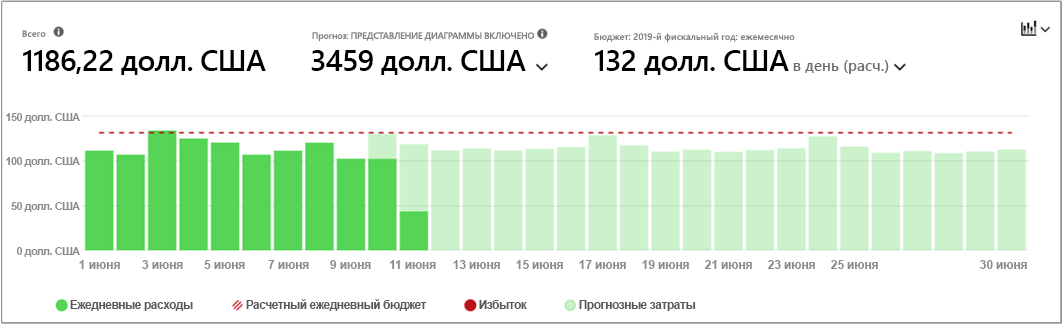 Всего
1186,22 долл. США
Прогноз: ПРЕДСТАВЛЕНИЕ ДИАГРАММЫ ВКЛЮЧЕНО
3459 долл. США
Бюджет: 2019-й фискальный год: ежемесячно
132 долл. США в день (расч.)
150 долл. США
100 долл. США
50 долл. США
0 долл. США
1 июня 3 июня 5 июня 7 июня 9 июня 11 июня 13 июня 15 июня 17 июня 19 июня 21 июня 23 июня 25 июня 30 июня
Ежедневные расходы Расчетный ежедневный бюджет Избыток Прогнозные затраты